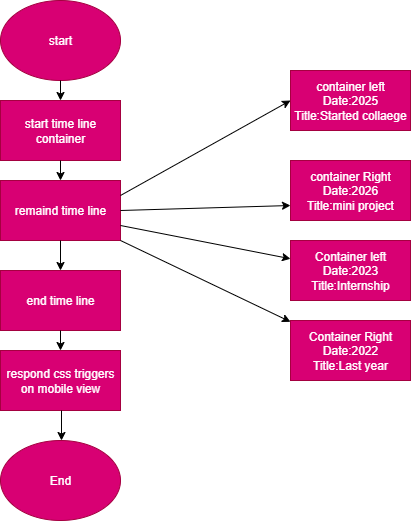 start
start time line
container
remaind time line
end time line
respond css triggers
on mobile view
End
container left
Date:2025
Title:Started collaege
container Right
Date:2026
Title:mini project
Container left
Date:2023
Title:Internship
Container Right
Date:2022
Title:Last year